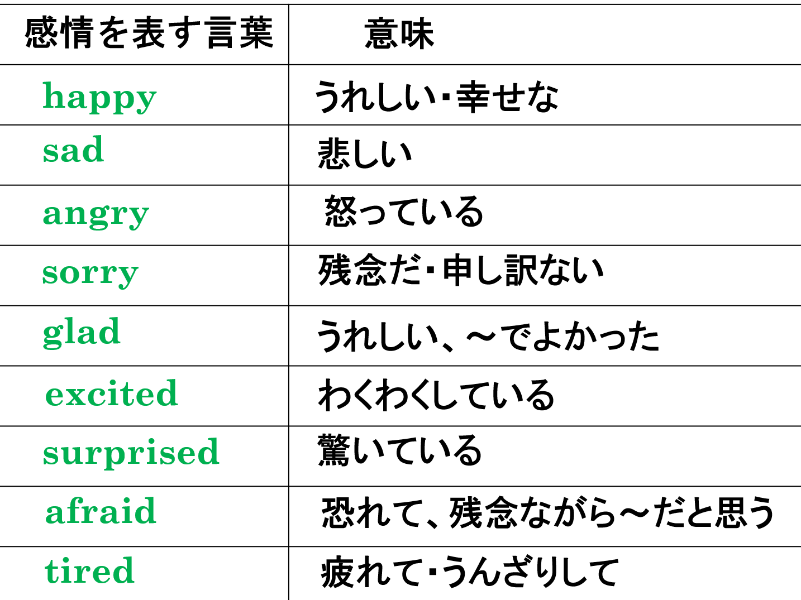 感情を表す言葉 意味
happy うれしい・幸せな
sad 悲しい
angry 怒っている
sorry 残念だ・申し訳ない
glad うれしい、～でよかった
excited わくわくしている
surprised 驚いている
afraid 恐れて、残念ながら～だと思う
tired 疲れて・うんざりして